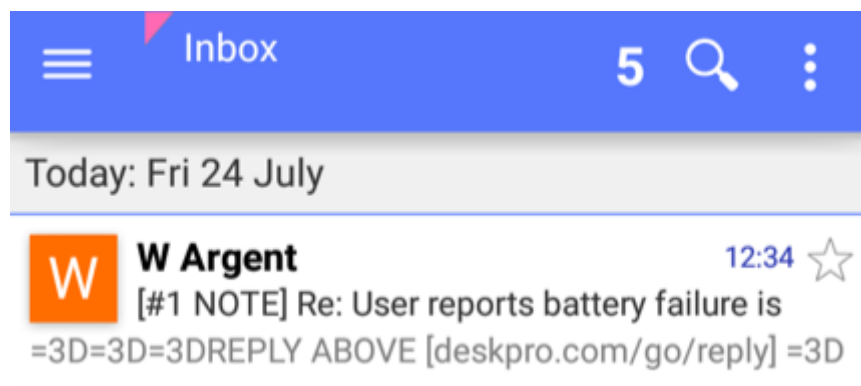 Inbox
5
Today: Fri 24 July
W
W Argent
12:34
[#1 NOTE] Re: User reports battery failure is
=3D=3D=3DREPLY ABOVE [deskpro.com/go/reply] =3D